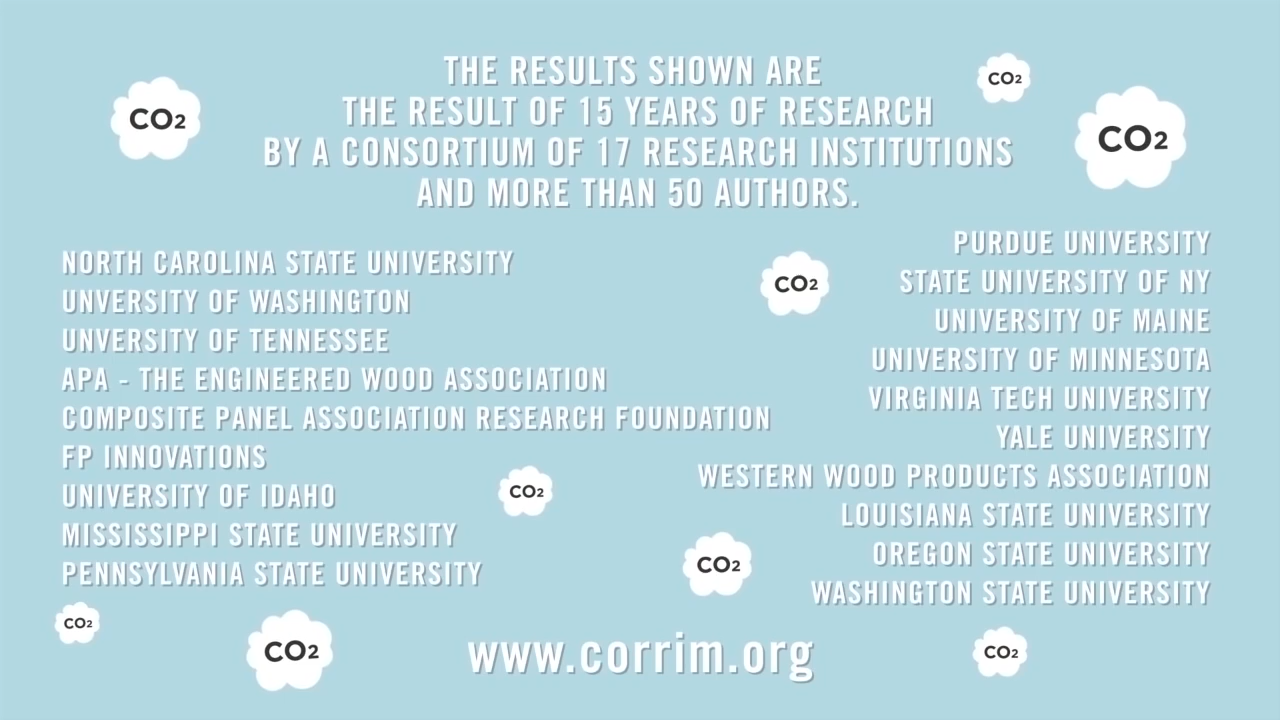 THE RESULTS SHOWN ARE
THE RESULT OF 15 YEARS OF RESEARCH
BY A CONSORTIUM OF 17 RESEARCH INSTITUTIONS
AND MORE THAN 50 AUTHORS.
CO2
CO2
CO2
NORTH CAROLINA STATE UNIVERSITY
UNVERSITY OF WASHINGTON
UNVERSITY OF TENNESSEE
APA - THE ENGINEERED WOOD ASSOCIATION
COMPOSITE PANEL ASSOCIATION RESEARCH FOUNDATION
FP INNOVATIONS
UNIVERSITY OF IDAHO
MISSISSIPPI STATE UNIVERSITY
PENNSYLVANIA STATE UNIVERSITY
CO2
CO2
CO2
PURDUE UNIVERSITY
STATE UNIVERSITY OF NY
UNIVERSITY OF MAINE
UNIVERSITY OF MINNESOTA
VIRGINIA TECH UNIVERSITY
YALE UNIVERSITY
WESTERN WOOD PRODUCTS ASSOCIATION
LOUISIANA STATE UNIVERSITY
OREGON STATE UNIVERSITY
WASHINGTON STATE UNIVERSITY
CO2
CO2
www.corrim.org
CO2